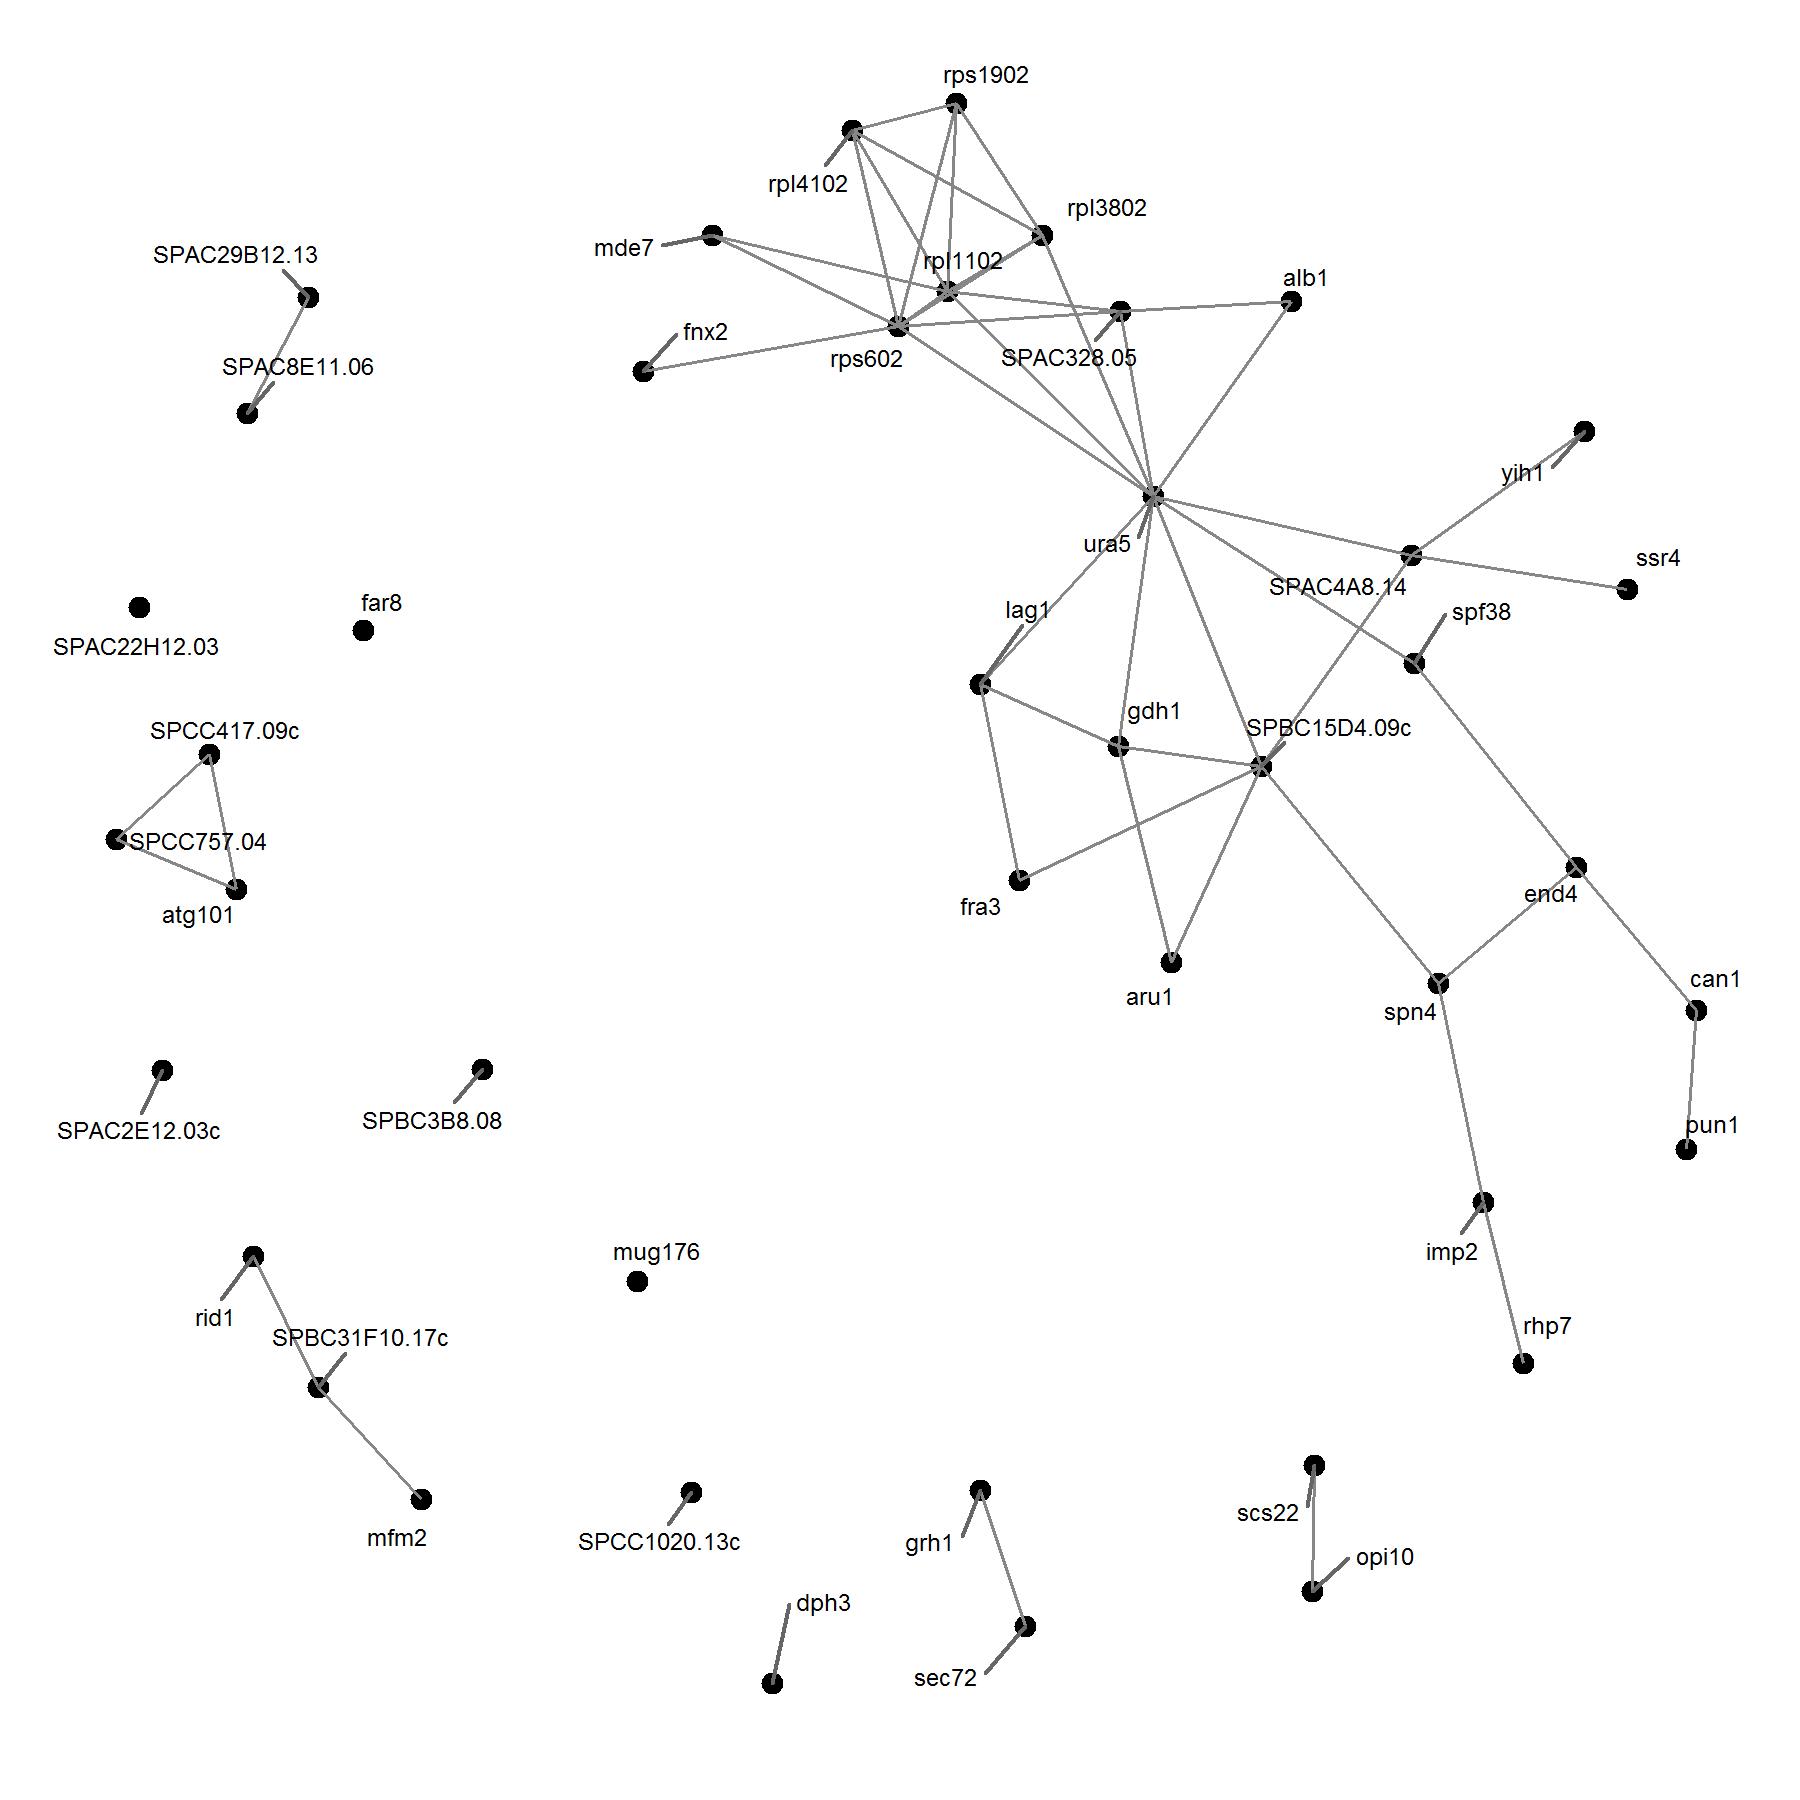 rps1902
rpl4102
rpl3802
mde7
SPAC29B12.13
rpl1102
alb1
fnx2
rps602
SPAC328.05
SPAC8E11.06
yih1
ura5
ssr4
SPAC4A8.14
far8
lag1
spf38
SPAC22H12.03
gdh1
SPBC15D4.09c
SPCC417.09c
SPCC757.04
end4
fra3
atg101
can1
aru1
spn4
SPBC3B8.08
pun1
SPAC2E12.03c
mug176
imp2
rid1
rhp7
SPBC31F10.17c
scs22
mfm2
SPCC1020.13c
grh1
opi10
dph3
sec72